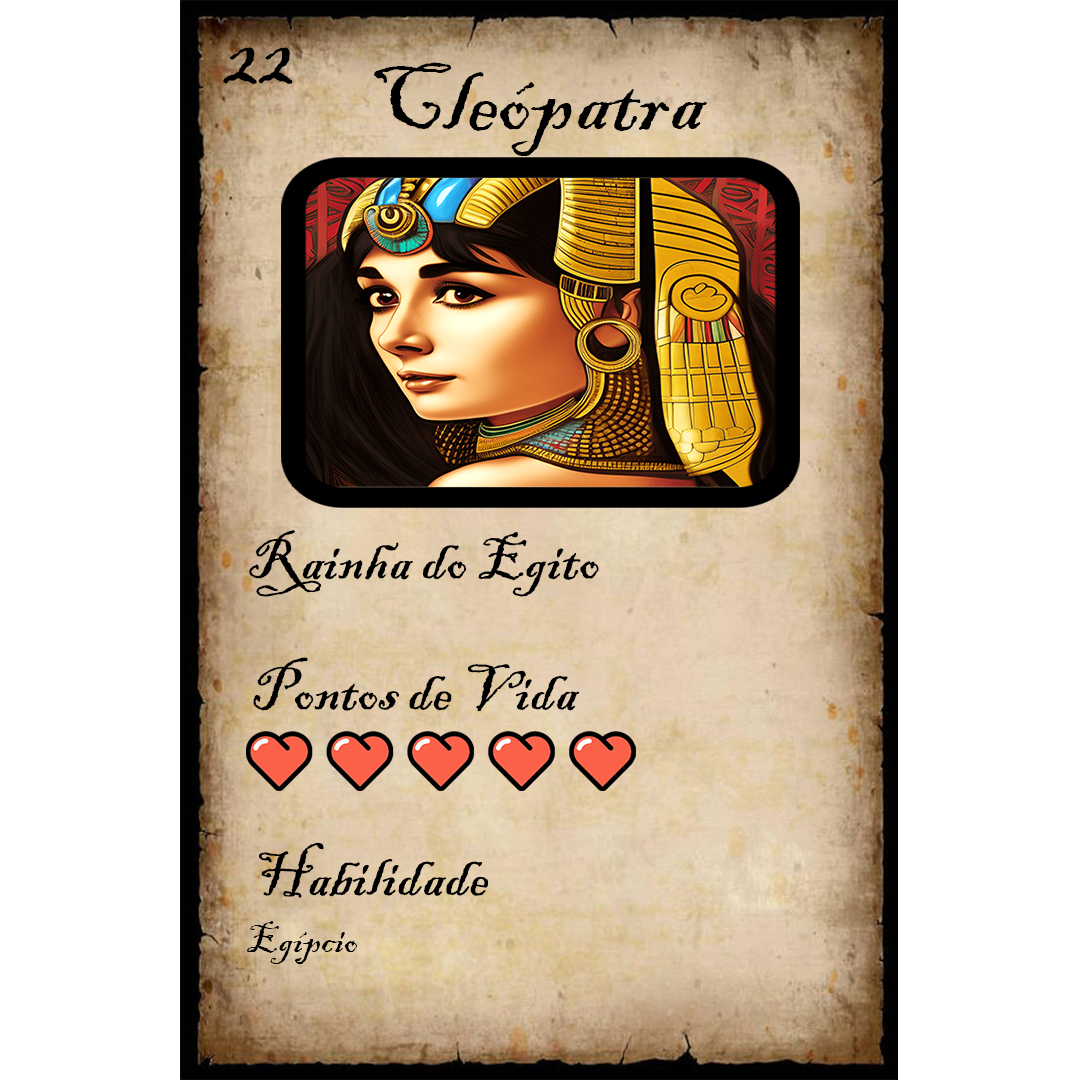 22
Cleópatra
Rainha do Egito
Pontos de Vida
Habilidade
Egípcio